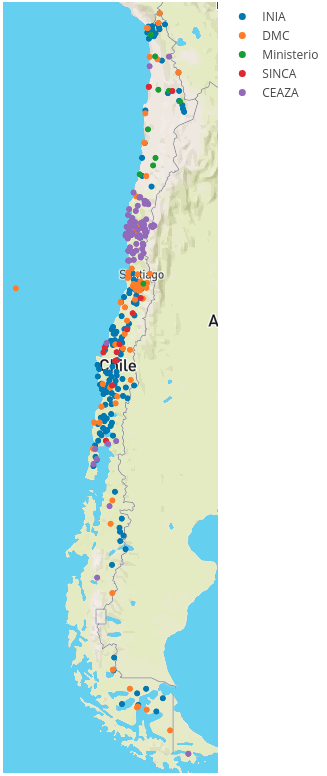 INIA
DMC
Ministerio
SINCA
CEAZA
Santiago
A
Chile